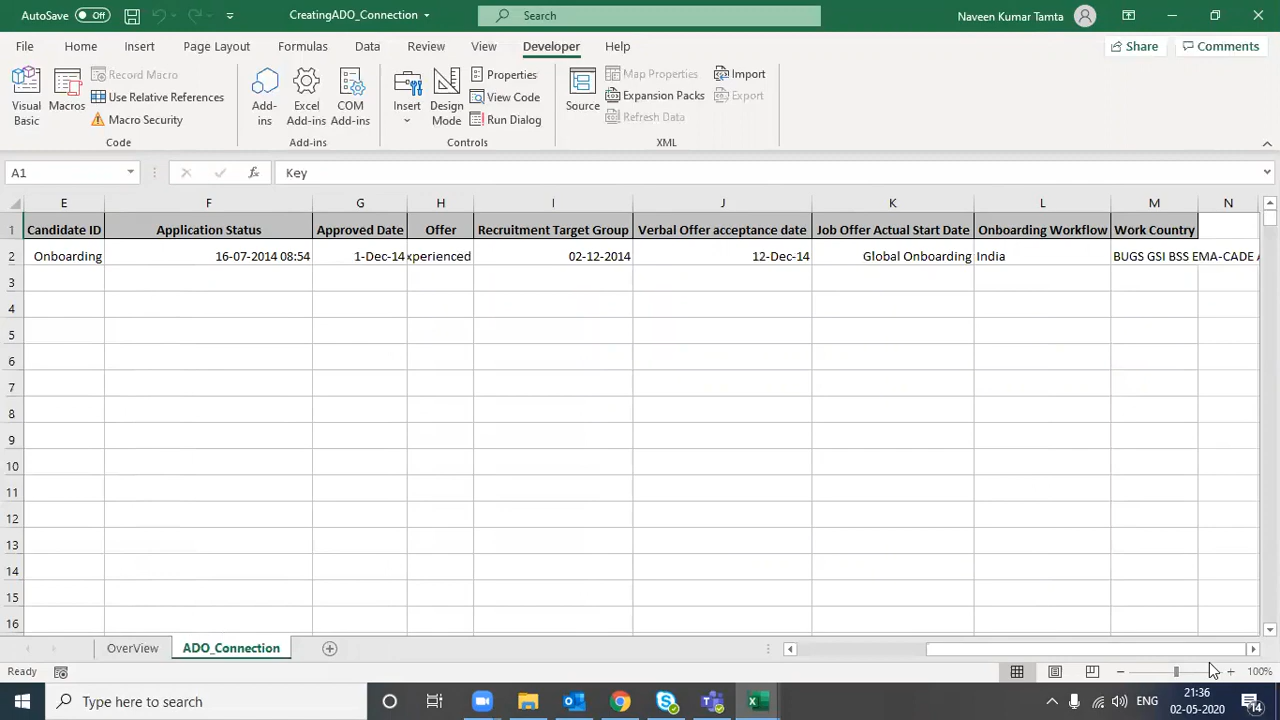 AutoSave Off CreatingADO_Connection Search Naveen Kumar Tamta
File Home Insert Page Layout Formulas Data Review View Developer Help Share Comments
Visual Basic
Macros
Record Macro
Use Relative References
Macro Security
Code
Add-ins
Excel Add-ins
COM Add-ins
Add-ins
Insert
Design Mode
Properties
View Code
Run Dialog
Controls
Source
Map Properties
Expansion Packs
Refresh Data
Import
Export
XML
A1 fx Key
E F G H I J K L M N
1 Candidate ID Application Status Approved Date Offer Recruitment Target Group Verbal Offer acceptance date Job Offer Actual Start Date Onboarding Workflow Work Country
2 Onboarding 16-07-2014 08:54 1-Dec-14 xperienced 02-12-2014 12-Dec-14 Global Onboarding India BUGS GSI BSS EMA-CADE A
3
4
5
6
7
8
9
10
11
12
13
14
15
16
OverView ADO_Connection
Ready 100%
Type here to search ENG 21:36
02-05-2020 14